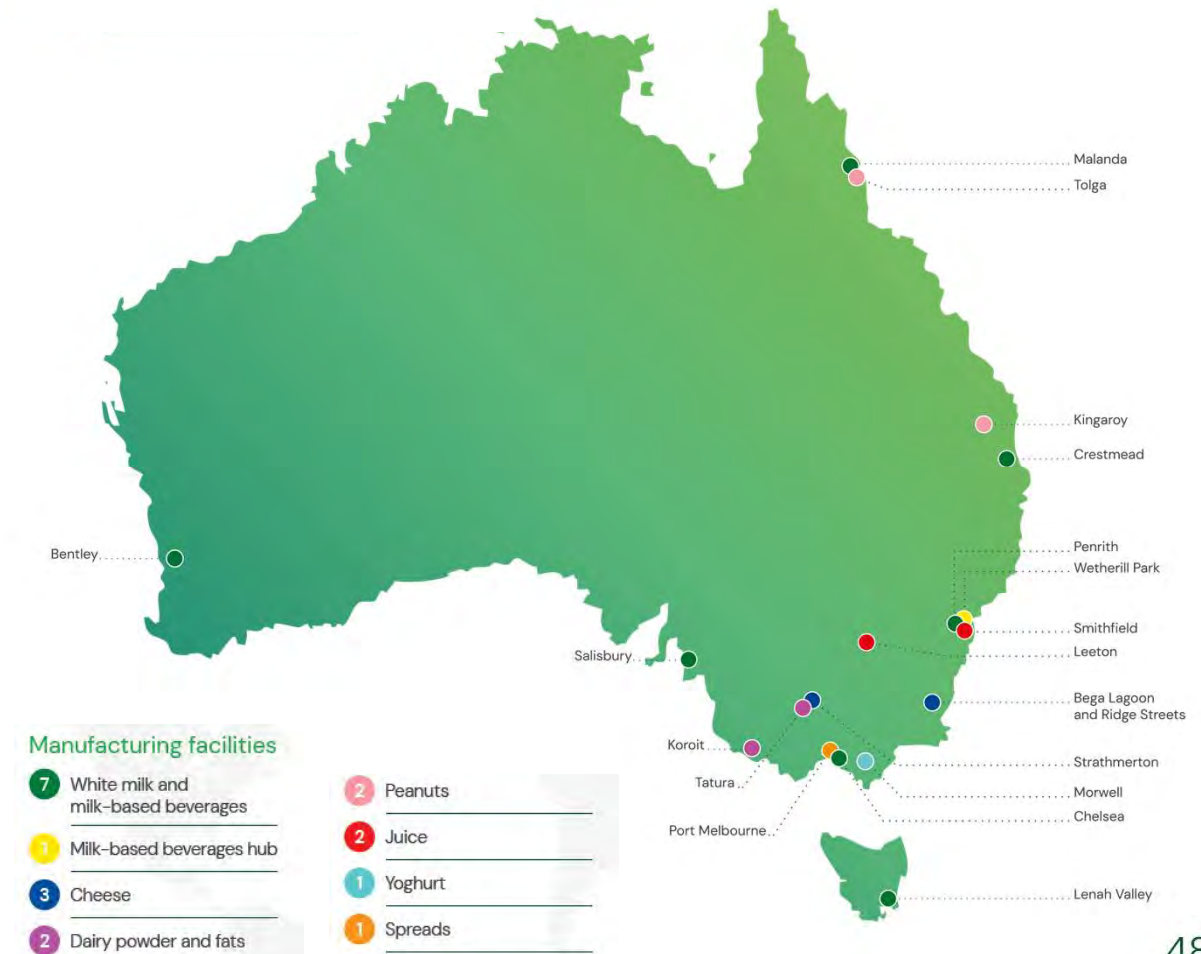 Malanda
Tolga
Kingaroy
Crestmead
Bentley
Penrith
Wetherill Park
Smithfield
Salisbury
Leeton
Bega Lagoon
and Ridge Streets
Koroit
Strathmerton
Tatura
Morwell
Chelsea
Port Melbourne
Lenah Valley
Manufacturing facilities
7 White milk and
milk-based beverages
1 Milk-based beverages hub
3 Cheese
2 Dairy powder and fats
2 Peanuts
2 Juice
1 Yoghurt
1 Spreads
48